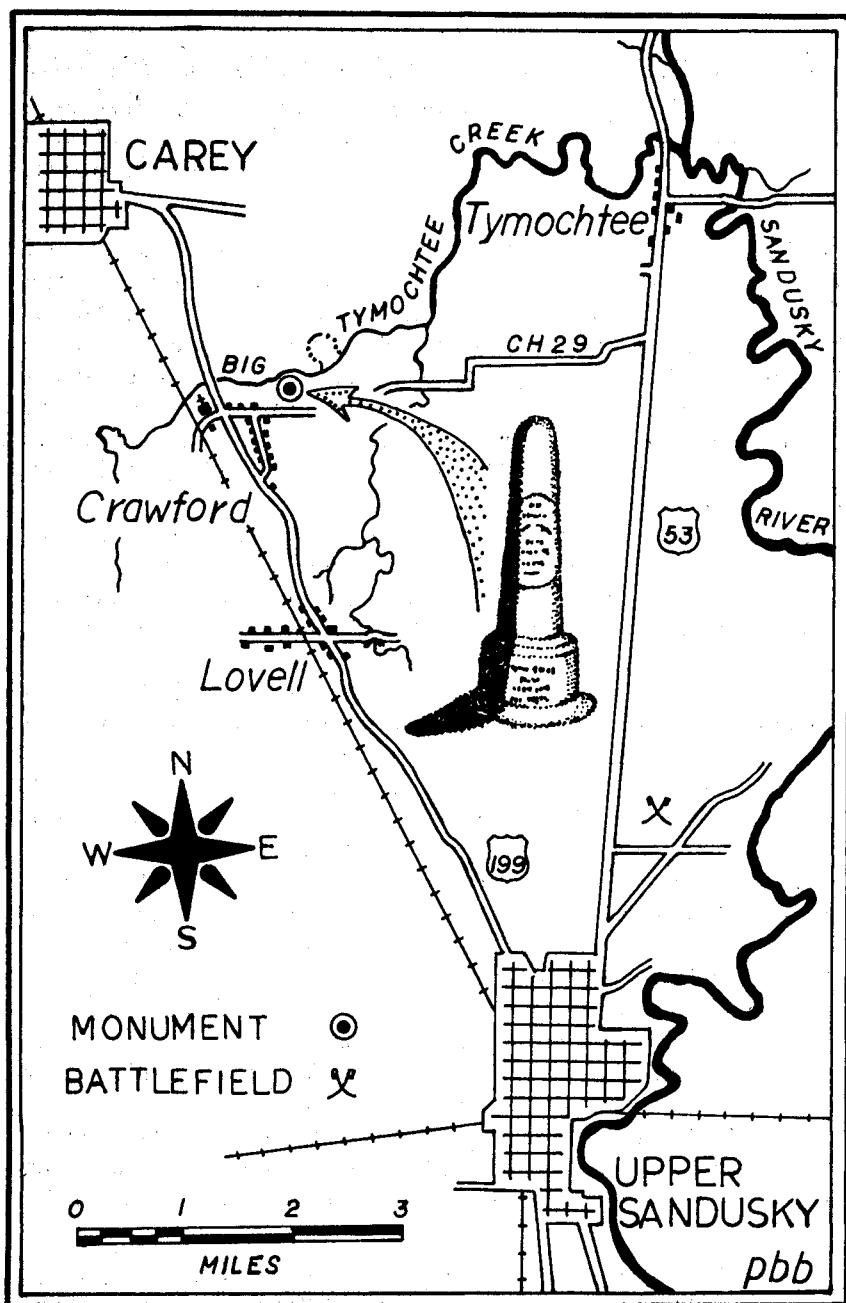 CAREY
CREEK
Tymochtee
TYMOCHTEE
SANDUSKY
BIG
CH 29
Crawford
53
RIVER
Lovell
N
W E
S
199
MONUMENT
BATTLEFIELD
0 1 2 3
MILES
UPPER
SANDUSKY
pbb